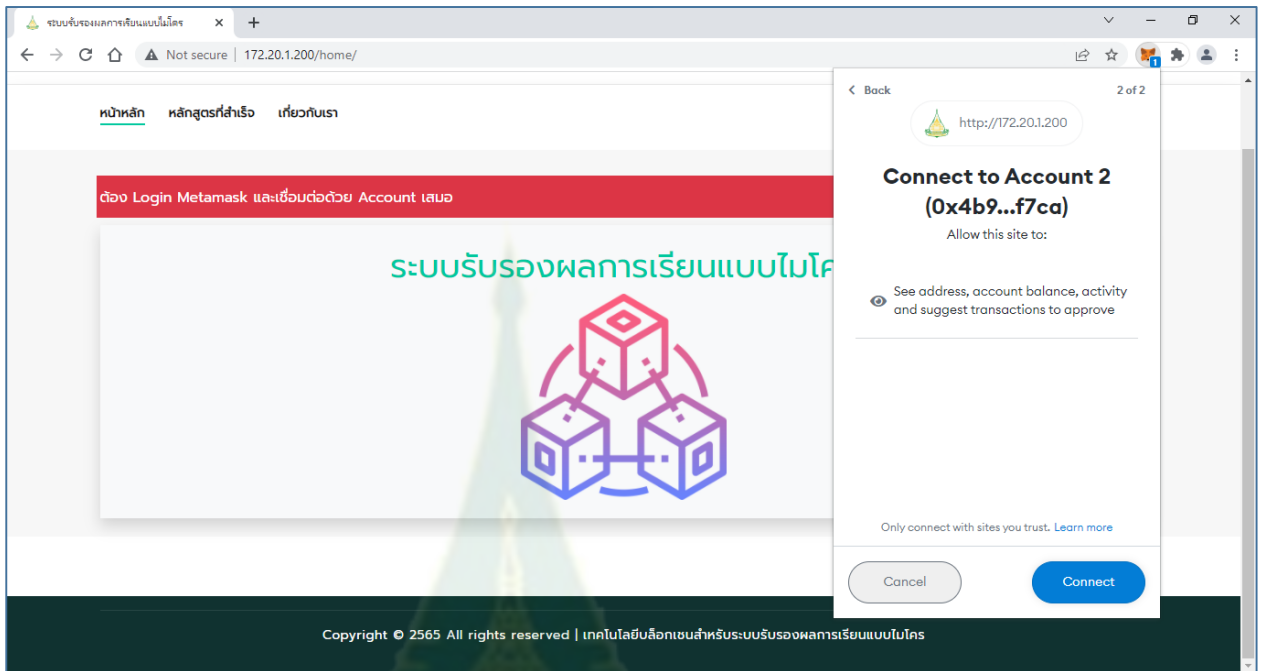 ระบบรับรองผลการเรียนแบบไมโคร
Not secure | 172.20.1.200/home/
1
หน้าหลัก หลักสูตรที่สำเร็จ เกี่ยวกับเรา
ต้อง Login Metamask และเชื่อมต่อด้วย Account เสมอ
ระบบรับรองผลการเรียนแบบไมโค
Back 2 of 2
http://172.20.1.200
Connect to Account 2
(0x4b9...f7ca)
Allow this site to:
See address, account balance, activity
and suggest transactions to approve
Only connect with sites you trust. Learn more
Cancel Connect
Copyright © 2565 All rights reserved | เทคโนโลยีบล็อกเชนสำหรับระบบรับรองผลการเรียนแบบไมโคร